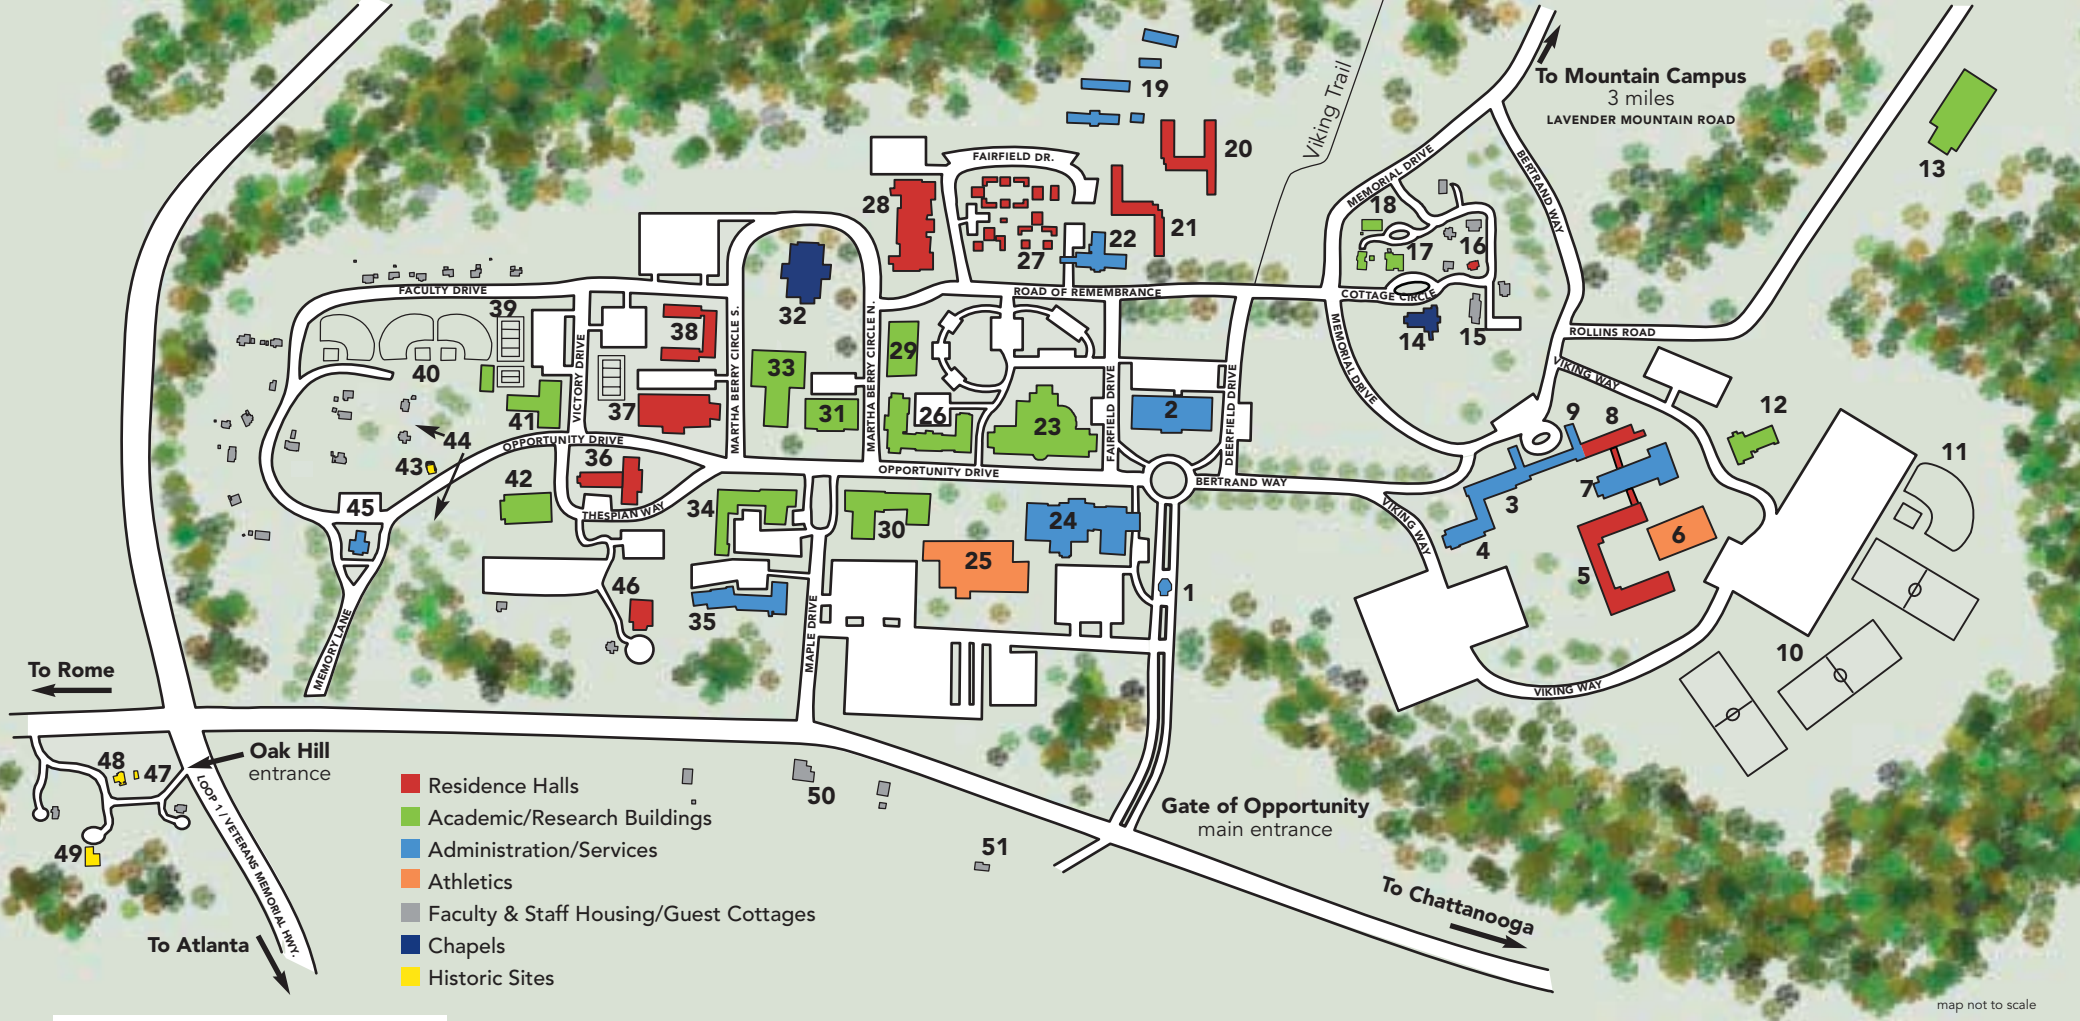 19
Viking Trail
To Mountain Campus
3 miles
LAVENDER MOUNTAIN ROAD
13
20
FAIRFIELD DR.
MEMORIAL DRIVE
BERTRAND WAY
28
18
21
22
27
17
16
FACULTY DRIVE
ROAD OF REMEMBRANCE
COTTAGE CIRCLE
39
32
38
MARTHA BERRY CIRCLE S.
MARTHA BERRY CIRCLE N.
VICTORY DRIVE
14
15
MEMORIAL DRIVE
ROLLINS ROAD
29
33
40
VIKING WAY
FAIRFIELD DRIVE
DEERFIELD DRIVE
41
37
31
26
23
2
9
8
12
44
OPPORTUNITY DRIVE
43
36
OPPORTUNITY DRIVE
BERTRAND WAY
11
42
45
THESPIAN WAY
34
30
24
7
3
VIKING WAY
6
4
25
5
46
1
35
MAPLE DRIVE
MEMORY LANE
10
To Rome
VIKING WAY
Oak Hill
entrance
48
47
LOOP 1 / VETERANS MEMORIAL HWY.
49
50
51
Gate of Opportunity
main entrance
Residence Halls
Academic/Research Buildings
Administration/Services
Athletics
Faculty & Staff Housing/Guest Cottages
Chapels
Historic Sites
To Atlanta
To Chattanooga
map not to scale